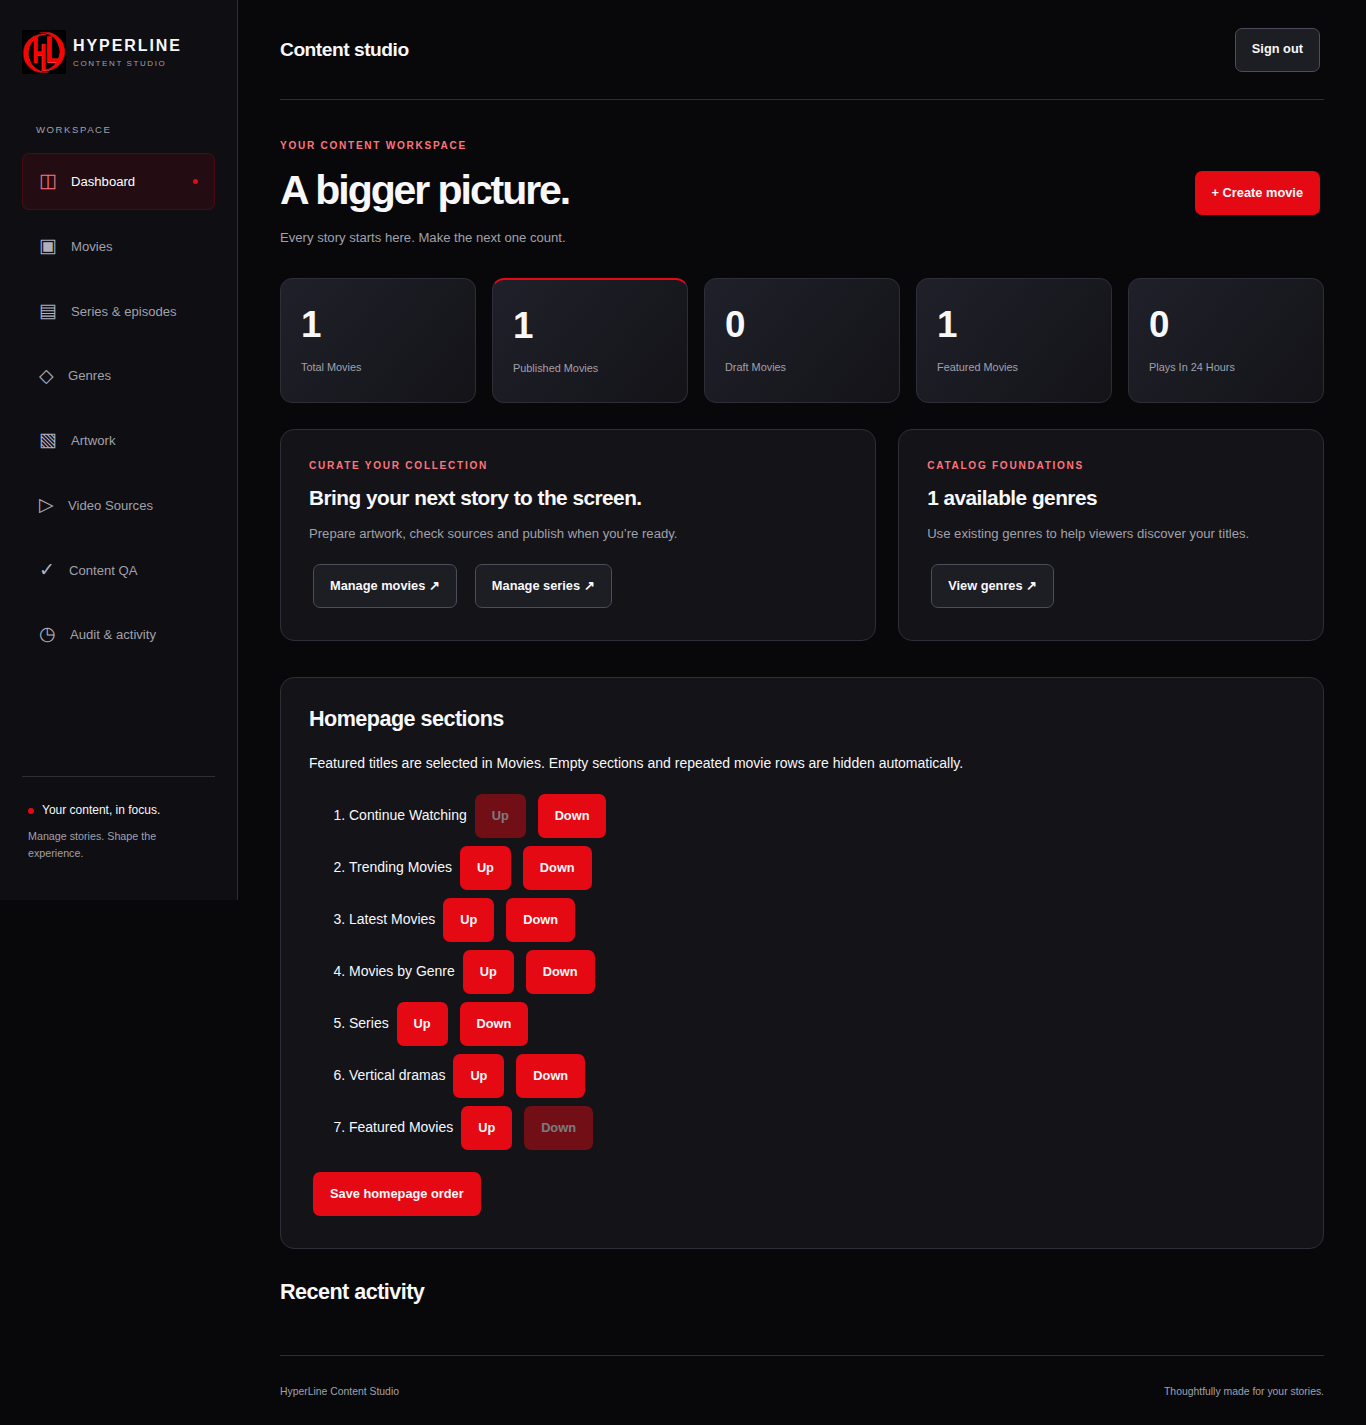 HYPERLINE
CONTENT STUDIO
WORKSPACE
Dashboard
Movies
Series & episodes
Genres
Artwork
Video Sources
Content QA
Audit & activity
Your content, in focus.
Manage stories. Shape the
experience.
Content studio
Sign out
YOUR CONTENT WORKSPACE
A bigger picture.
+ Create movie
Every story starts here. Make the next one count.
1
Total Movies
1
Published Movies
0
Draft Movies
1
Featured Movies
0
Plays In 24 Hours
CURATE YOUR COLLECTION
Bring your next story to the screen.
Prepare artwork, check sources and publish when you’re ready.
Manage movies ↗
Manage series ↗
CATALOG FOUNDATIONS
1 available genres
Use existing genres to help viewers discover your titles.
View genres ↗
Homepage sections
Featured titles are selected in Movies. Empty sections and repeated movie rows are hidden automatically.
1. Continue Watching Up Down
2. Trending Movies Up Down
3. Latest Movies Up Down
4. Movies by Genre Up Down
5. Series Up Down
6. Vertical dramas Up Down
7. Featured Movies Up Down
Save homepage order
Recent activity
HyperLine Content Studio
Thoughtfully made for your stories.